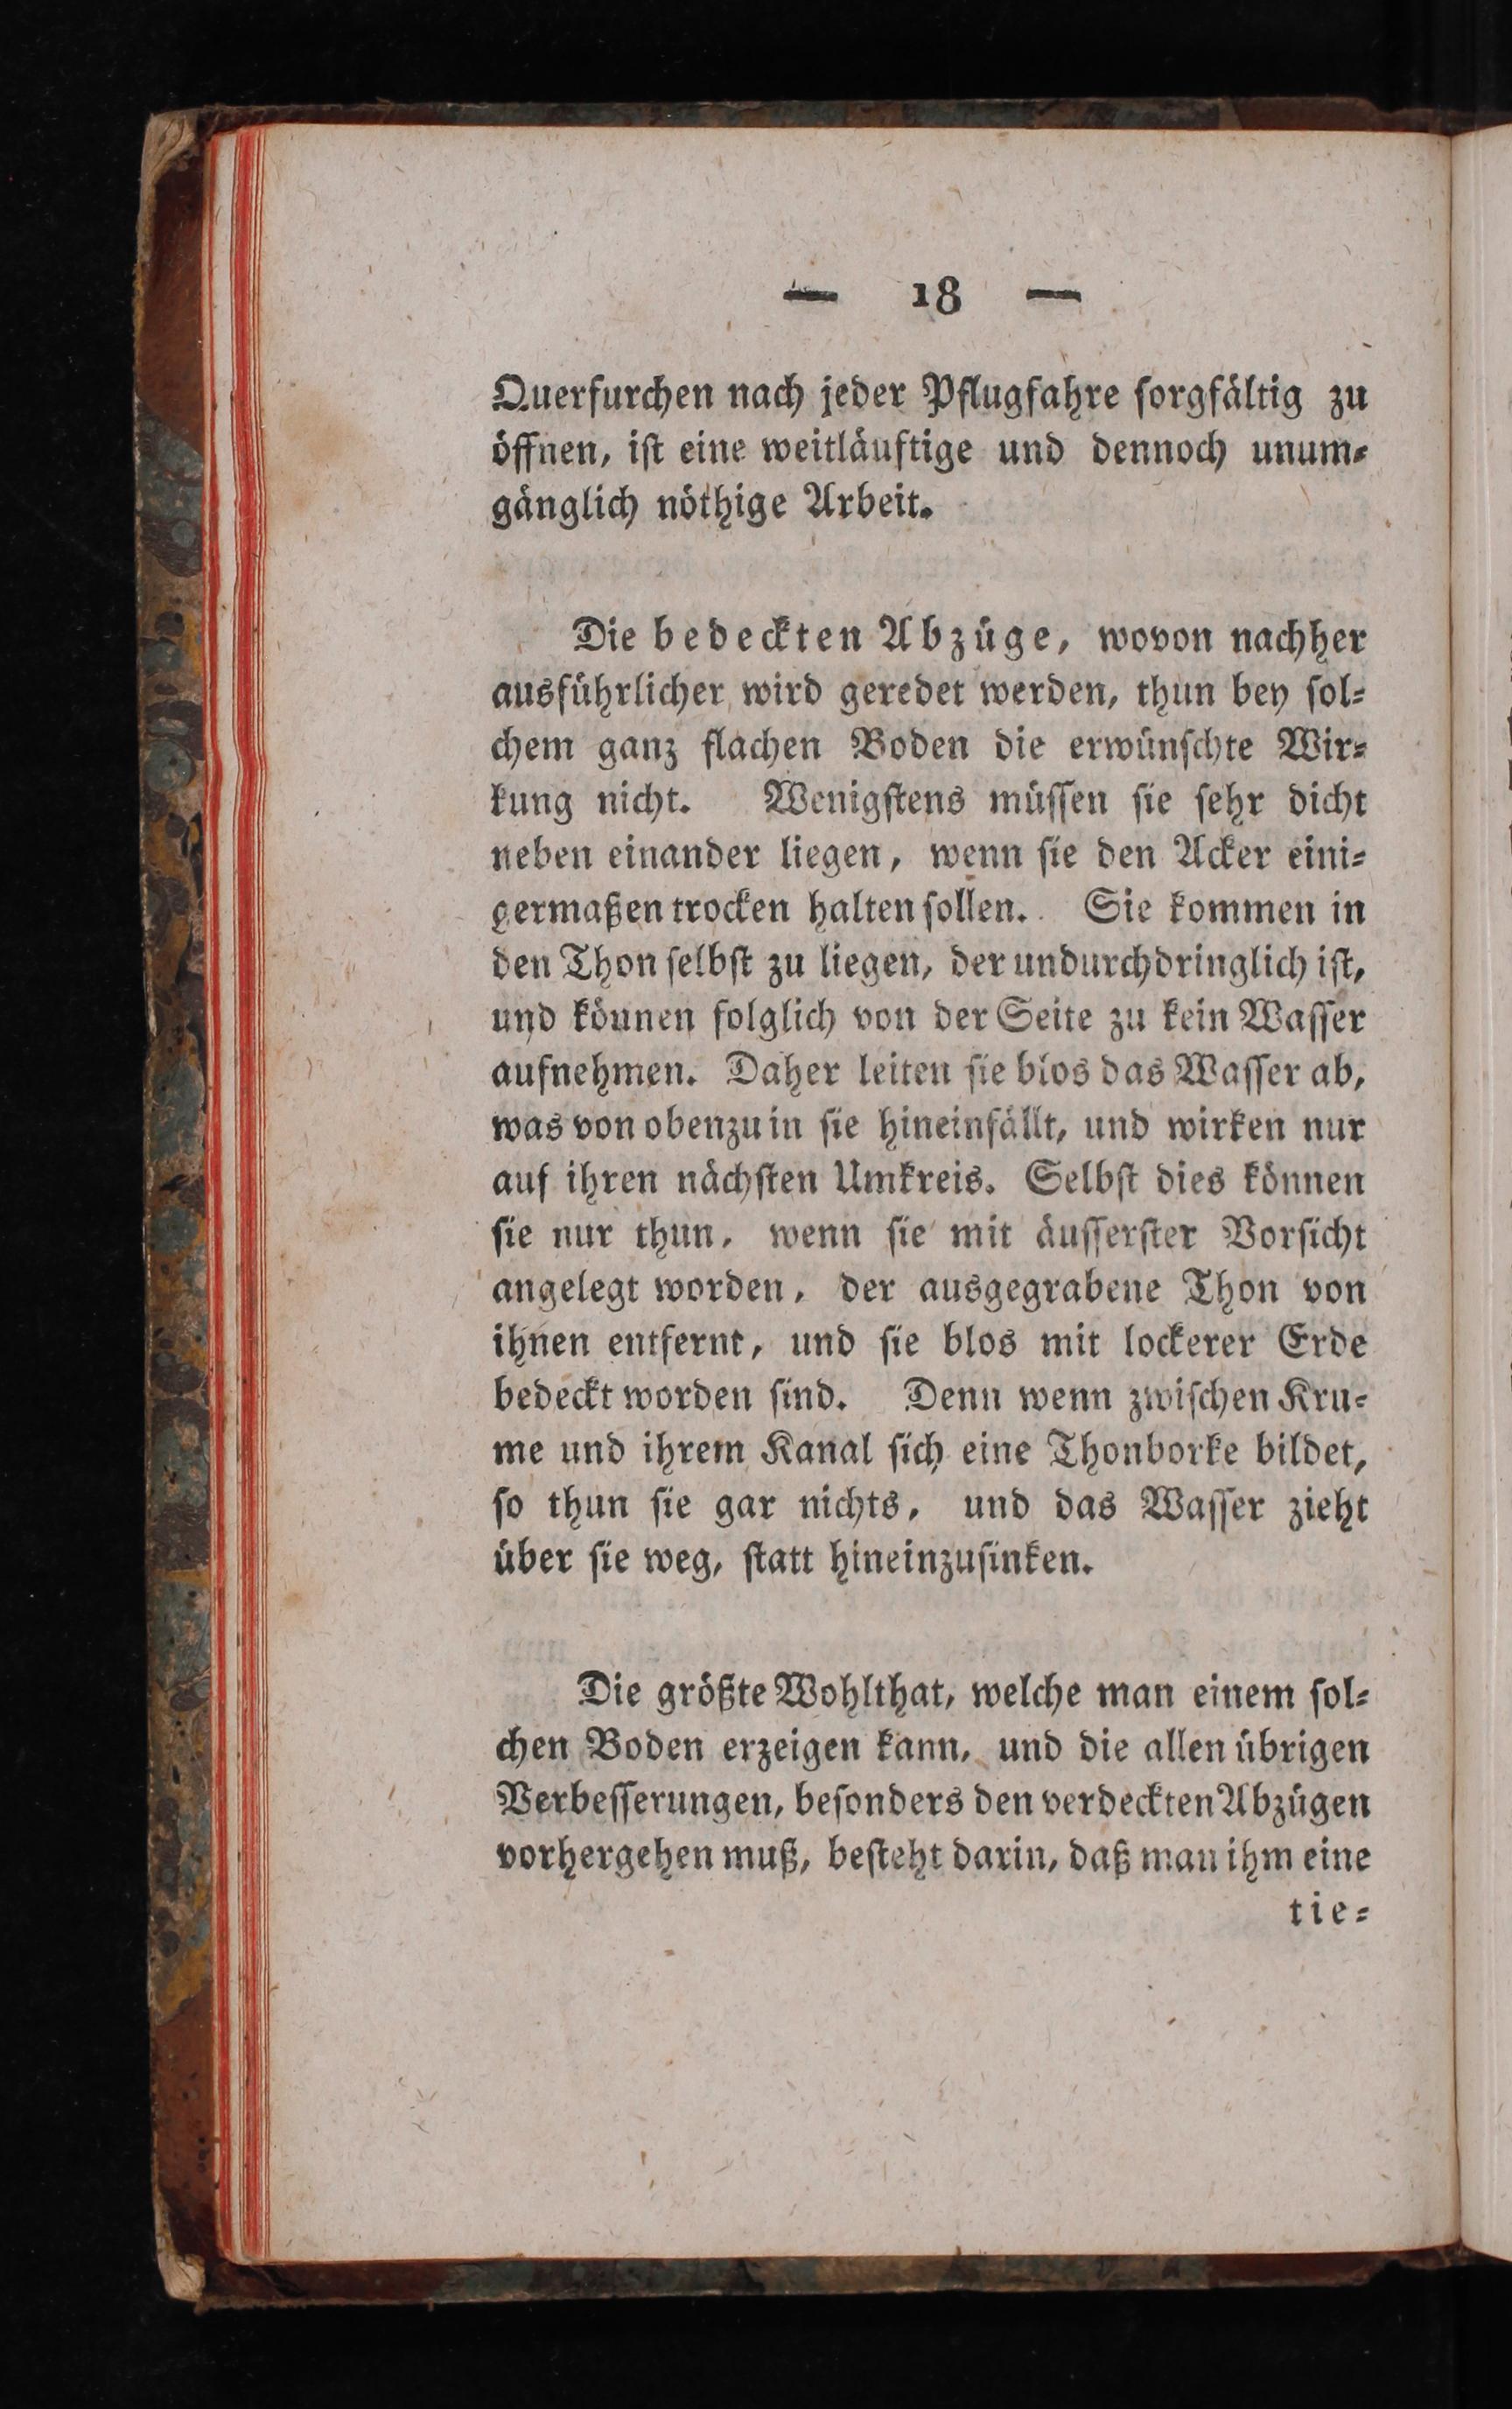 — 18 —
Querfurchen nach jeder Pflugfahre ſorgfältig zu
öffnen, iſt eine weitläuftige und dennoch unum⸗
gänglich nöthige Arbeit.
Die bedeckten Abzüge, wovon nachher
ausführlicher wird geredet werden, thun bey ſol⸗
chem ganz flachen Boden die erwünſchte Wir⸗
kung nicht. Wenigſtens müſſen ſie ſehr dicht
neben einander liegen, wenn ſie den Acker eini⸗
germaßen trocken halten ſollen. Sie kommen in
den Thon ſelbſt zu liegen, der undurchdringlich iſt,
und können folglich von der Seite zu kein Waſſer
aufnehmen. Daher leiten ſie blos das Waſſer ab,
was von obenzu in ſie hineinfällt, und wirken nur
auf ihren nächſten Umkreis. Selbſt dies können
ſie nur thun, wenn ſie mit äuſſerſter Vorſicht
angelegt worden, der ausgegrabene Thon von
ihnen entfernt, und ſie blos mit lockerer Erde
bedeckt worden ſind. Denn wenn zwiſchen Kru⸗
me und ihrem Kanal ſich eine Thonborke bildet,
ſo thun ſie gar nichts, und das Waſſer zieht
über ſie weg, ſtatt hineinzuſinken.
Die größte Wohlthat, welche man einem ſol⸗
chen Boden erzeigen kann, und die allen übrigen
Verbeſſerungen, beſonders den verdeckten Abzügen
vorhergehen muß, beſteht darin, daß man ihm eine
tie⸗